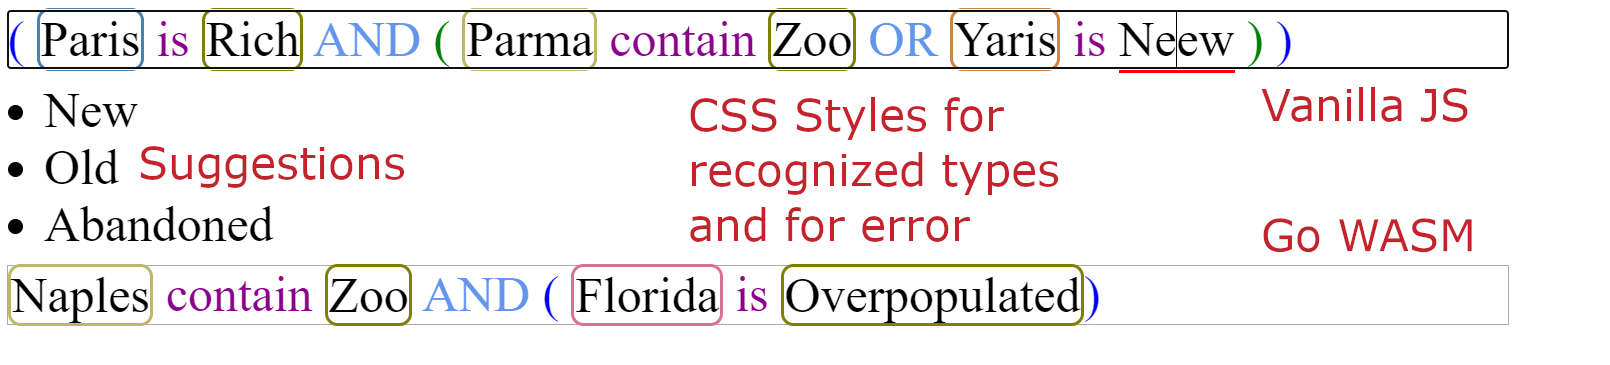 ( Paris is Rich AND ( Parma contain Zoo OR Yaris is Neew ) )
• New
• Old
• Abandoned
Suggestions
CSS Styles for
recognized types
and for error
Vanilla JS
Go WASM
Naples contain Zoo AND ( Florida is Overpopulated)